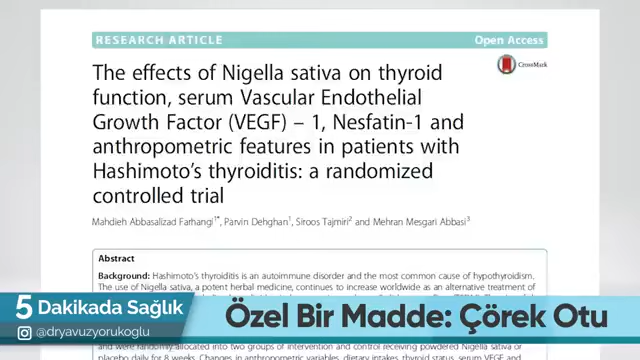 RESEARCH ARTICLE
Open Access
CrossMark
The effects of Nigella sativa on thyroid
function, serum Vascular Endothelial
Growth Factor (VEGF) – 1, Nesfatin-1 and
anthropometric features in patients with
Hashimoto’s thyroiditis: a randomized
controlled trial
Mahdieh Abbasalizad Farhangi1*, Parvin Dehghan1, Siroos Tajmiri2 and Mehran Mesgari Abbasi3
Abstract
Background: Hashimoto’s thyroiditis is an autoimmune disorder and the most common cause of hypothyroidism.
The use of Nigella sativa, a potent herbal medicine, continues to increase worldwide as an alternative treatment of
5 Dakikada Sağlık
@dryavuzyorukoglu
Özel Bir Madde: Çörek Otu
and were randomly allocated into two groups of intervention and control receiving powdered Nigella sativa or
placebo daily for 8 weeks. Changes in anthropometric variables, dietary intakes, thyroid status, serum VEGF and